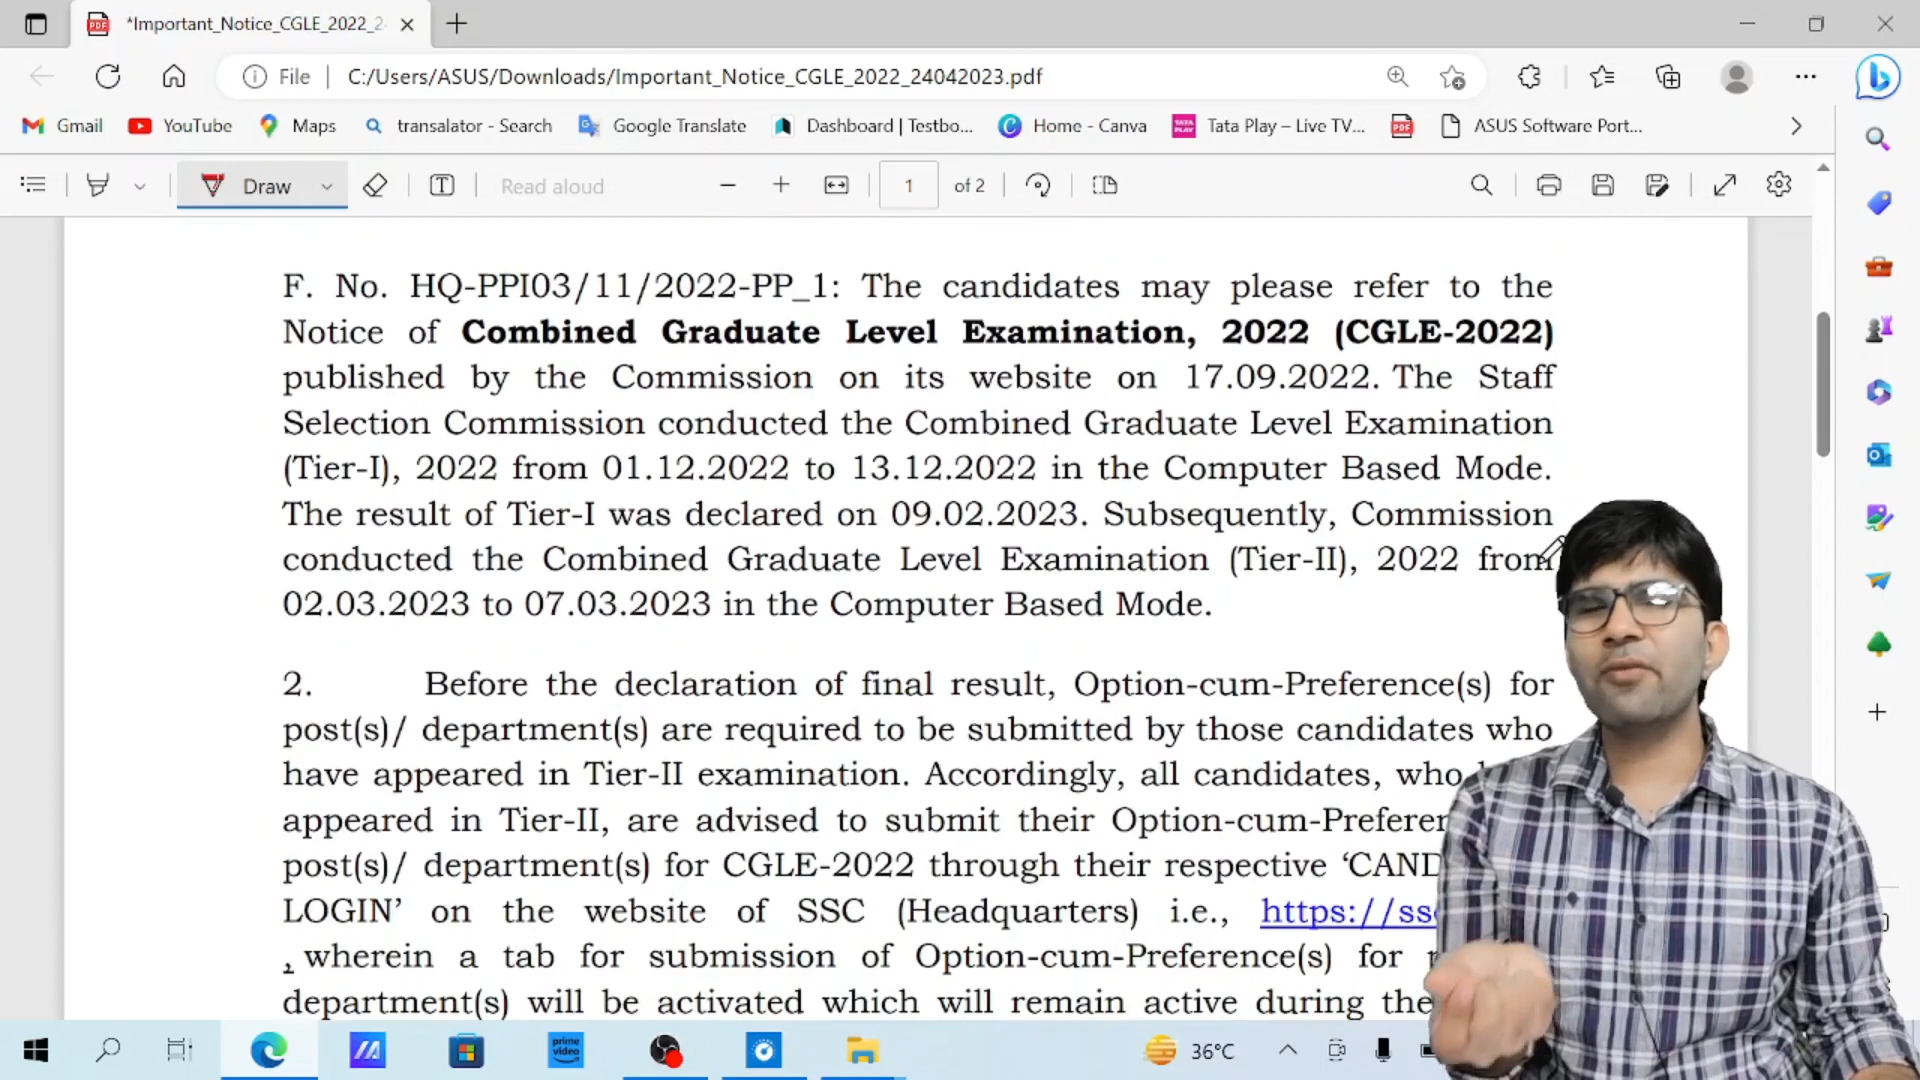 *Important_Notice_CGLE_2022_2
File
C:/Users/ASUS/Downloads/Important_Notice_CGLE_2022_24042023.pdf
Gmail
YouTube
Maps
transalator - Search
Google Translate
Dashboard | Testbo...
Home - Canva
Tata Play – Live TV...
ASUS Software Port...
Draw
Read aloud
1 of 2
F. No. HQ-PPI03/11/2022-PP_1: The candidates may please refer to the
Notice of Combined Graduate Level Examination, 2022 (CGLE-2022)
published by the Commission on its website on 17.09.2022. The Staff
Selection Commission conducted the Combined Graduate Level Examination
(Tier-I), 2022 from 01.12.2022 to 13.12.2022 in the Computer Based Mode.
The result of Tier-I was declared on 09.02.2023. Subsequently, Commission
conducted the Combined Graduate Level Examination (Tier-II), 2022 from
02.03.2023 to 07.03.2023 in the Computer Based Mode.
2. Before the declaration of final result, Option-cum-Preference(s) for
post(s)/ department(s) are required to be submitted by those candidates who
have appeared in Tier-II examination. Accordingly, all candidates, who
appeared in Tier-II, are advised to submit their
post(s)/ department(s) for CGLE-2022 through their respective
LOGIN’ on the website of SSC (Headquarters) i.e.,
, wherein a tab for submission of Option-cum-Preference(s) for
department(s) will be activated which will remain active during the
prime video
36°C